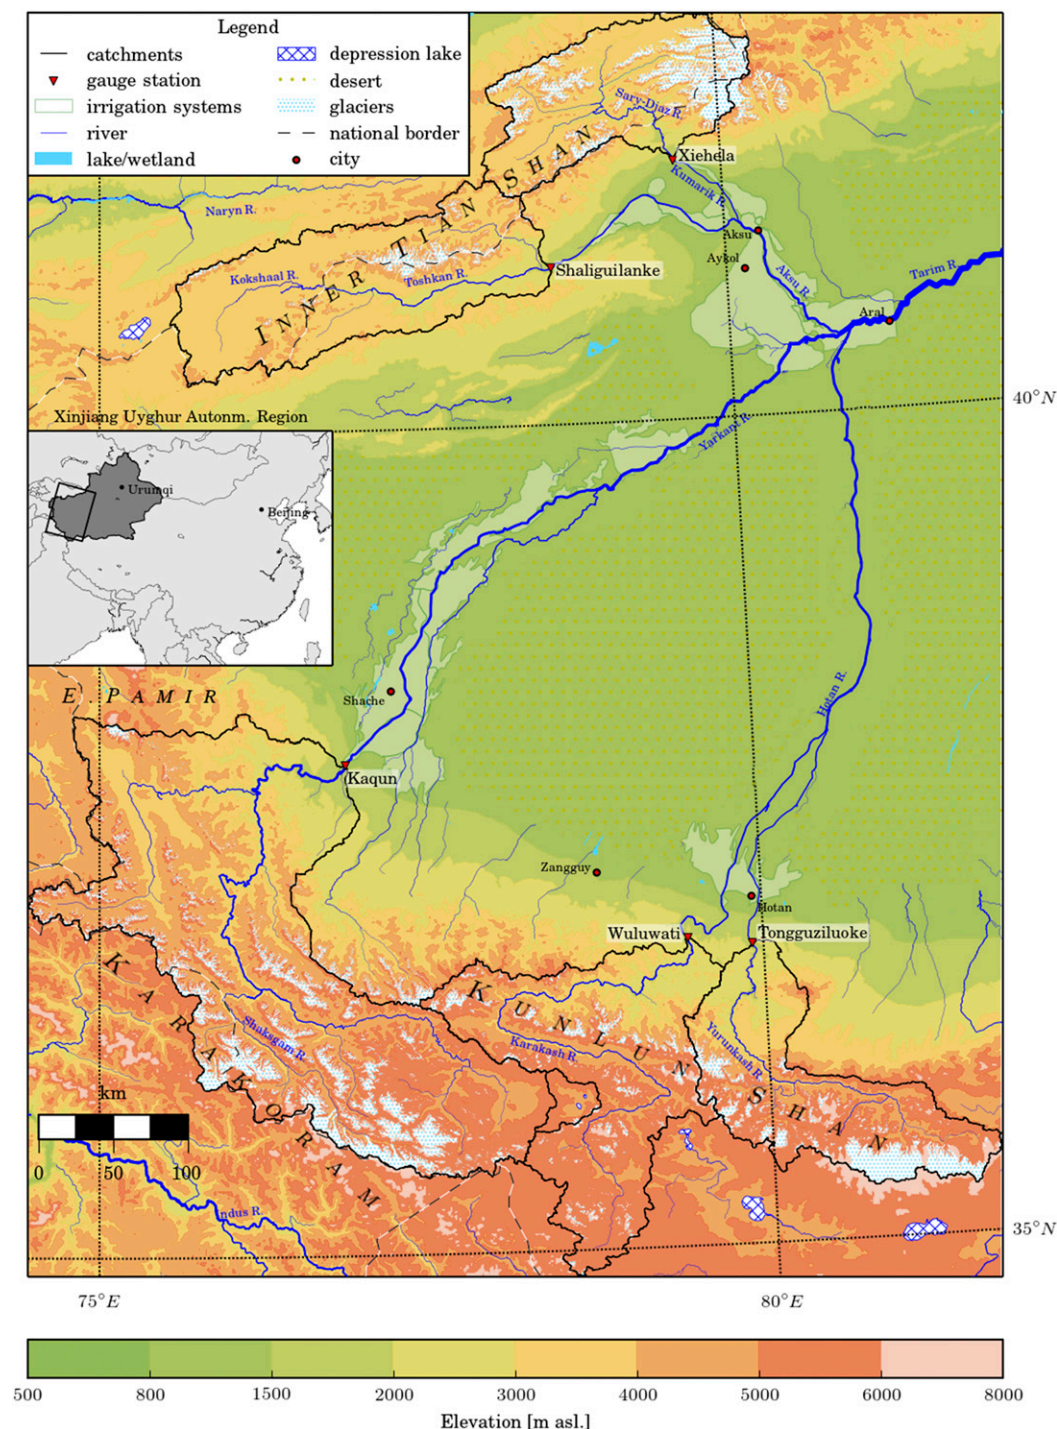 Legend
catchments
gauge station
irrigation systems
river
lake/wetland
depression lake
desert
glaciers
national border
city
Sary-Djaz R.
Xiehela
Kumarik R.
Naryn R.
INNER TIAN SHAN
Aksu
Aykol
Kokshaal R.
Toshkan R.
Shaliguilanke
Aksu R.
Tarim R.
Aral
40°N
Xinjiang Uyghur Autonm. Region
Urumqi
Beijing
Yarkant R.
E. PAMIR
Shache
Hotan R.
Kaqun
Zangguy
Hotan
Wuluwati
Tongguziluoke
KARAKORAM
KUNLUN SHAN
Shaksgam R.
Karakash R.
Yurunkash R.
km
0 50 100
ndus R.
35°N
75°E 80°E
500 800 1500 2000 3000 4000 5000 6000 8000
Elevation [m asl.]